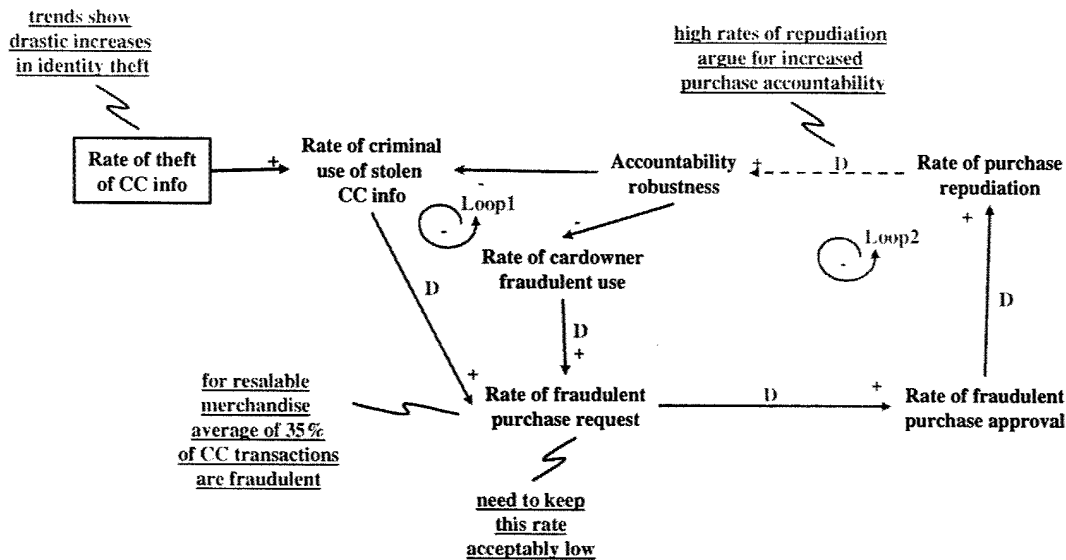 trends show
drastic increases
in identity theft
high rates of repudiation
argue for increased
purchase accountability
Rate of theft
of CC info
+
Rate of criminal
use of stolen
CC info
-
Accountability
robustness
+
D
Rate of purchase
repudiation
+
Loop1
-
-
Rate of cardowner
fraudulent use
Loop2
-
D
D
+
D
+
for resalable
merchandise
average of 35%
of CC transactions
are fraudulent
Rate of fraudulent
purchase request
D
+
Rate of fraudulent
purchase approval
need to keep
this rate
acceptably low